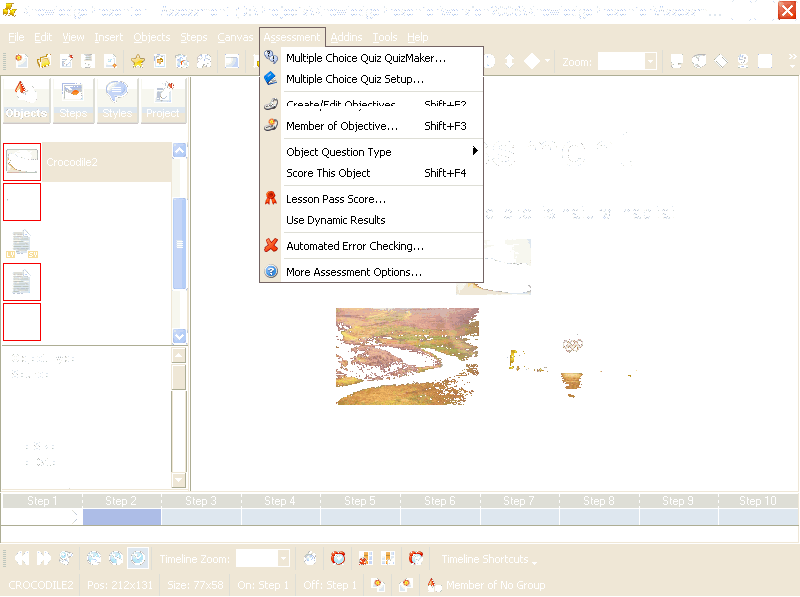 File Edit View Insert Objects Steps Canvas Assessment Addins Tools Help
Zoom:
Objects Steps Styles Project
Multiple Choice Quiz QuizMaker...
Multiple Choice Quiz Setup...
Create/Edit Objectives Shift+F2
Member of Objective... Shift+F3
Object Question Type
Score This Object Shift+F4
Lesson Pass Score...
Use Dynamic Results
Automated Error Checking...
More Assessment Options...
Crocodile2
Step 1 Step 2 Step 3 Step 4 Step 5 Step 6 Step 7 Step 8 Step 9 Step 10
Timeline Zoom: Timeline Shortcuts
CROCODILE2 Pos: 212x131 Size: 77x58 On: Step 1 Off: Step 1 Member of No Group